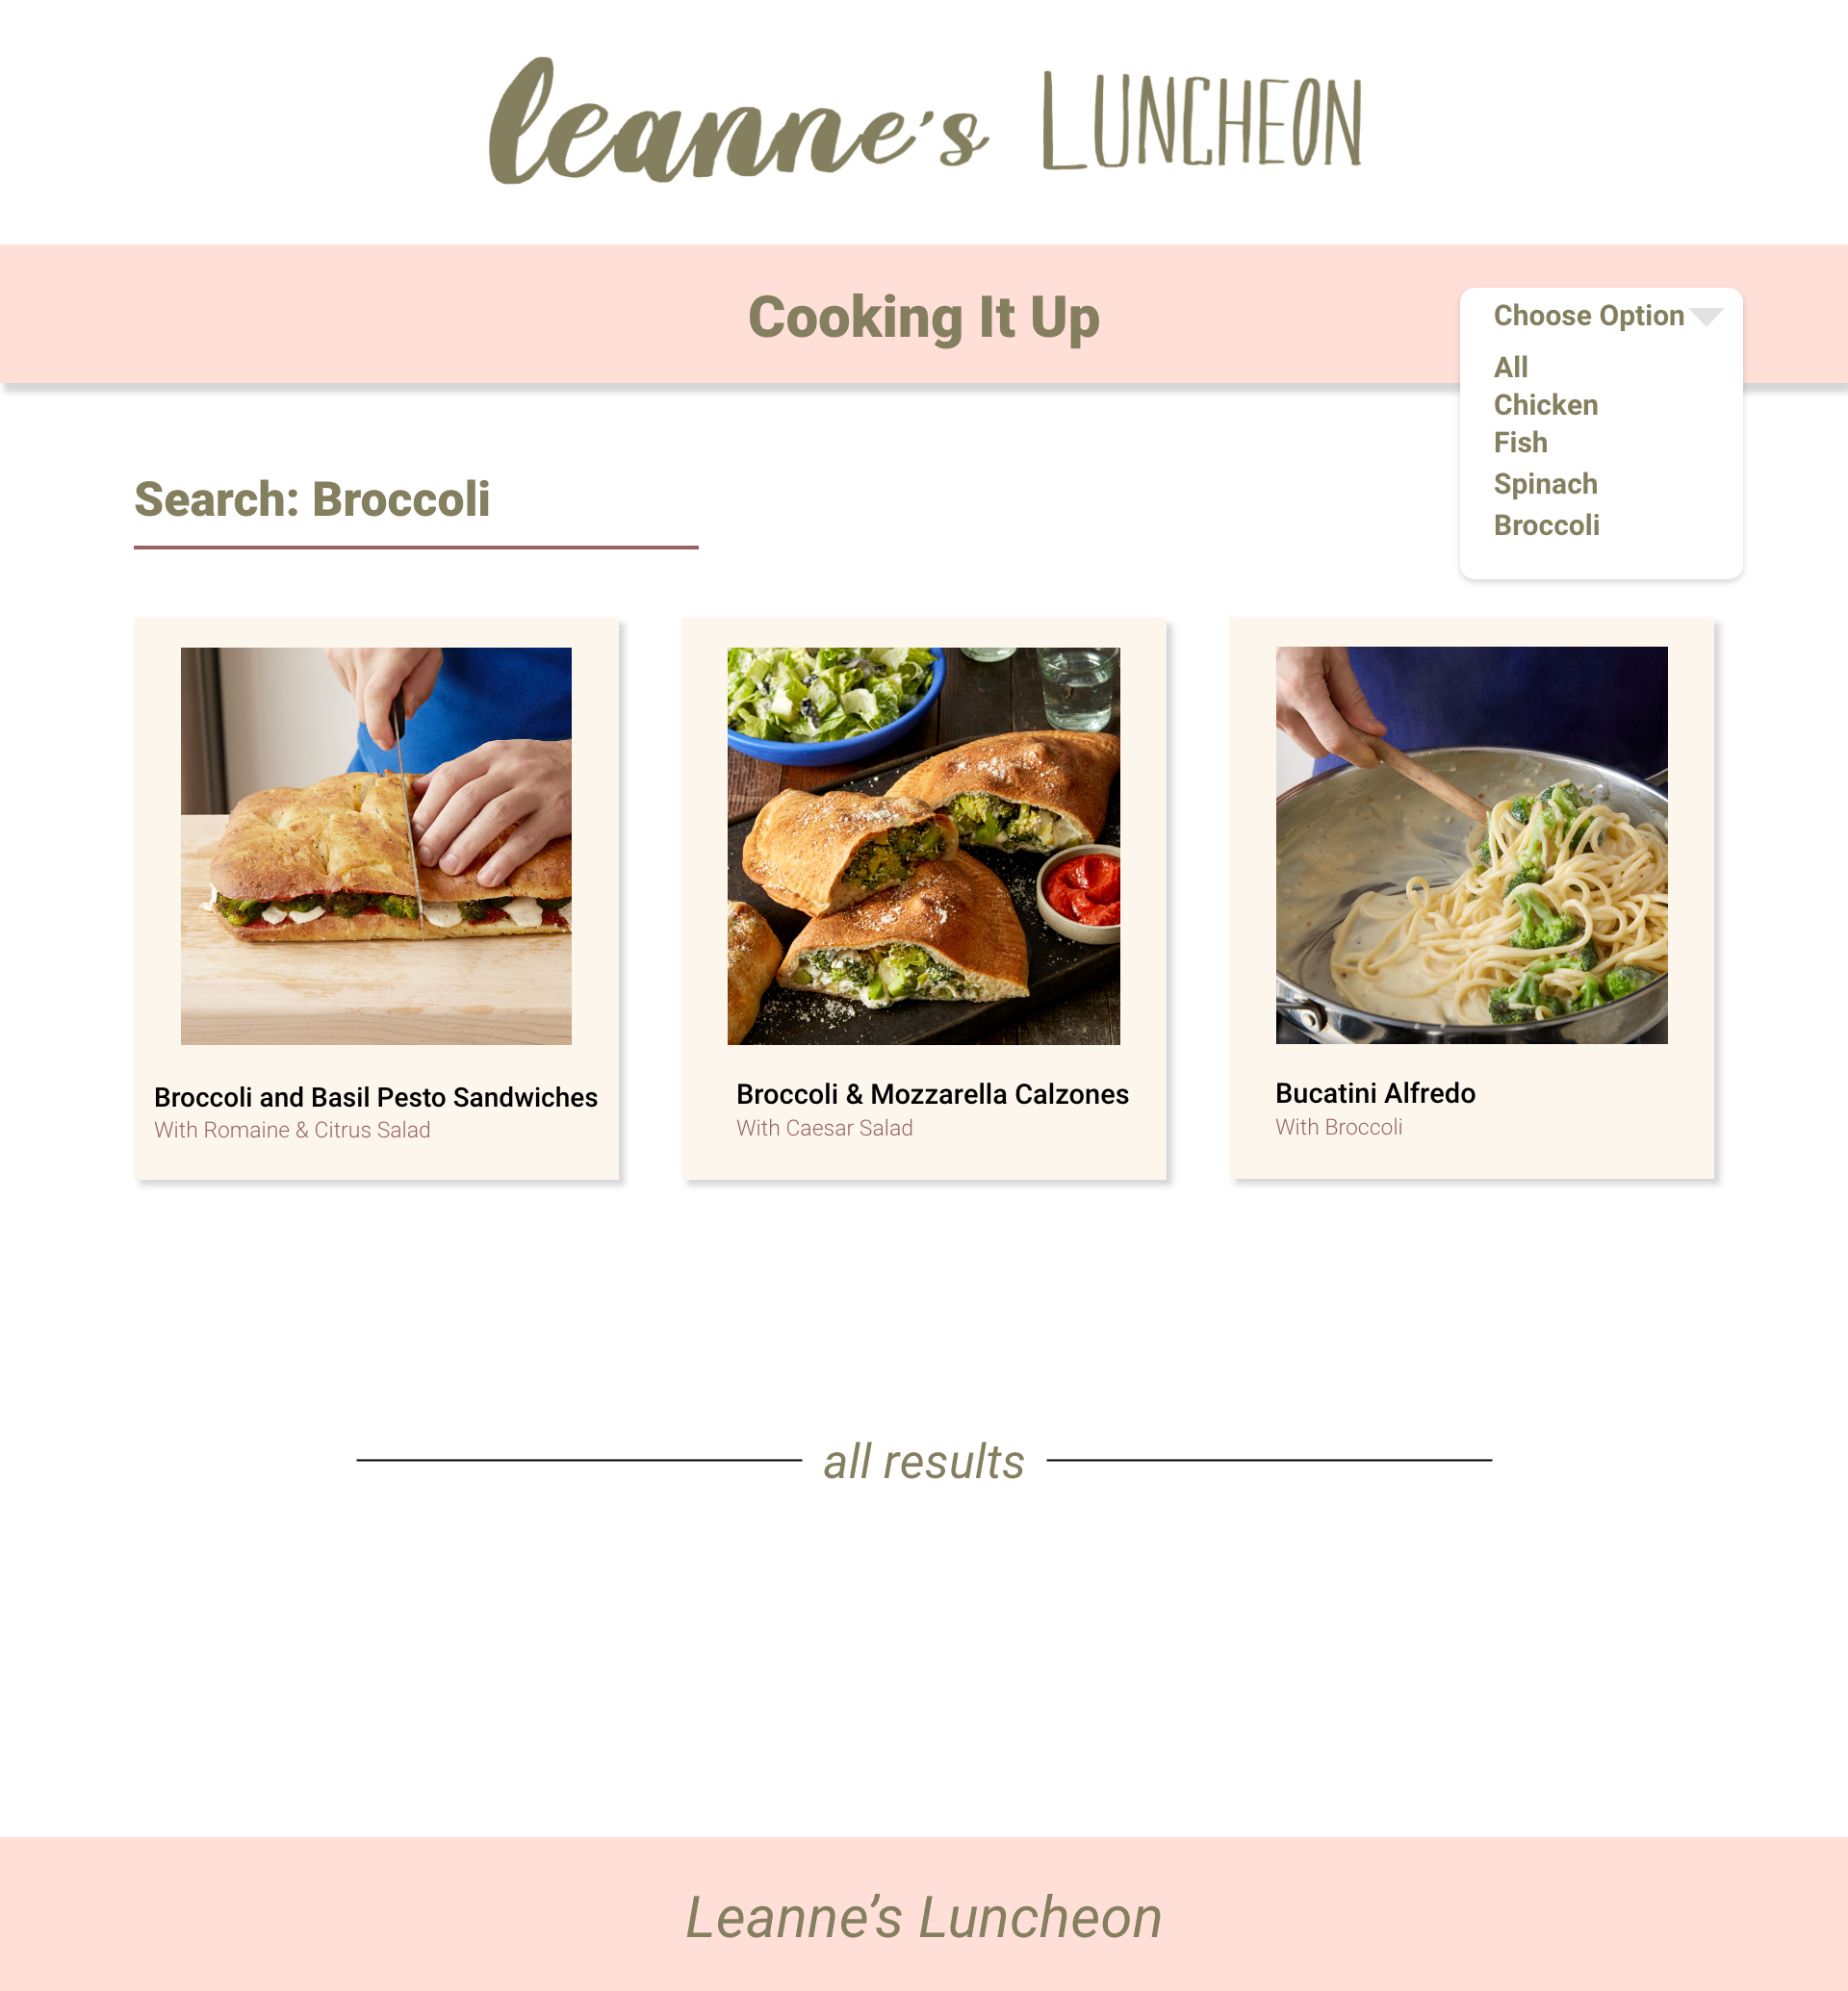 leanne's LUNCHEON
Cooking It Up
Choose Option
All
Chicken
Fish
Spinach
Broccoli
Search: Broccoli
Broccoli and Basil Pesto Sandwiches
With Romaine & Citrus Salad
Broccoli & Mozzarella Calzones
With Caesar Salad
Bucatini Alfredo
With Broccoli
all results
Leanne’s Luncheon